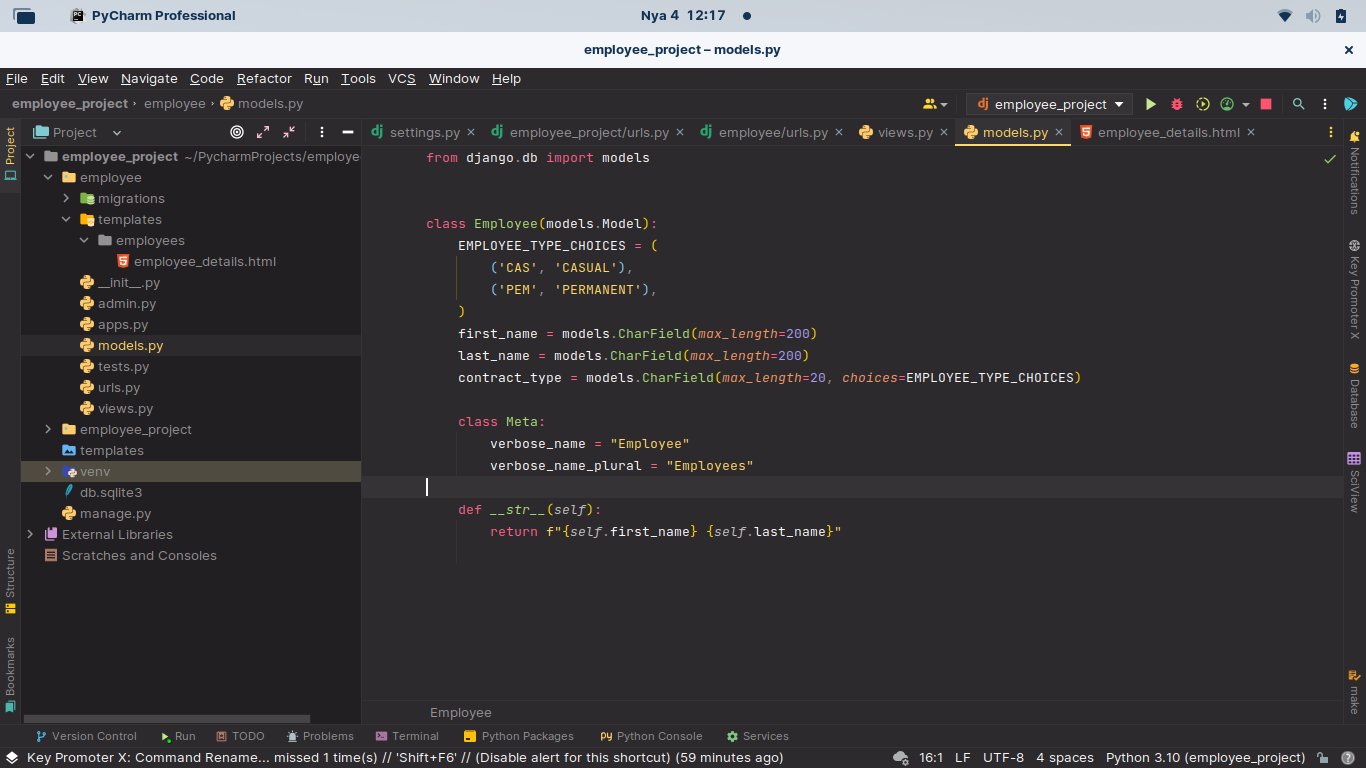 PyCharm Professional
Nya 4 12:17
employee_project – models.py
File Edit View Navigate Code Refactor Run Tools VCS Window Help
employee_project › employee › models.py
employee_project
Project
settings.py
employee_project/urls.py
employee/urls.py
views.py
models.py
employee_details.html
Project
Structure
Bookmarks
employee_project ~/PycharmProjects/employe
employee
migrations
templates
employees
employee_details.html
__init__.py
admin.py
apps.py
models.py
tests.py
urls.py
views.py
employee_project
templates
venv
db.sqlite3
manage.py
External Libraries
Scratches and Consoles
from django.db import models
class Employee(models.Model):
    EMPLOYEE_TYPE_CHOICES = (
        ('CAS', 'CASUAL'),
        ('PEM', 'PERMANENT'),
    )
    first_name = models.CharField(max_length=200)
    last_name = models.CharField(max_length=200)
    contract_type = models.CharField(max_length=20, choices=EMPLOYEE_TYPE_CHOICES)
    class Meta:
        verbose_name = "Employee"
        verbose_name_plural = "Employees"
    def __str__(self):
        return f"{self.first_name} {self.last_name}"
Employee
Notifications
Key Promoter X
Database
SciView
make
Version Control Run TODO Problems Terminal Python Packages Python Console Services
Key Promoter X: Command Rename... missed 1 time(s) // 'Shift+F6' // (Disable alert for this shortcut) (59 minutes ago)
16:1 LF UTF-8 4 spaces Python 3.10 (employee_project)